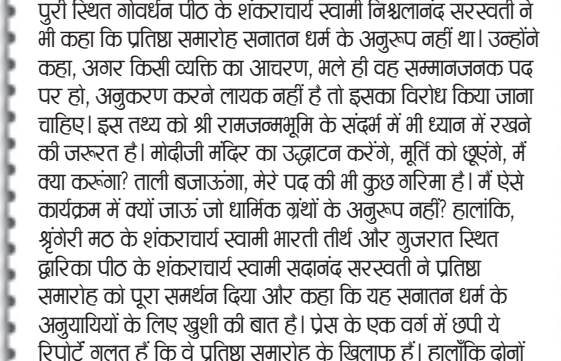 पुरी स्थित गोवर्धन पीठ के शंकराचार्य स्वामी निश्चलानंद सरस्वती ने
भी कहा कि प्रतिष्ठा समारोह सनातन धर्म के अनुरूप नहीं था। उन्होंने
कहा, अगर किसी व्यक्ति का आचरण, भले ही वह सम्मानजनक पद
पर हो, अनुकरण करने लायक नहीं है तो इसका विरोध किया जाना
चाहिए। इस तथ्य को श्री रामजन्मभूमि के संदर्भ में भी ध्यान में रखने
की जरूरत है। मोदीजी मंदिर का उद्घाटन करेंगे, मूर्ति को छूएंगे, मैं
क्या करूंगा? ताली बजाऊंगा, मेरे पद की भी कुछ गरिमा है। मैं ऐसे
कार्यक्रम में क्यों जाऊं जो धार्मिक ग्रंथों के अनुरूप नहीं? हालांकि,
श्रृंगेरी मठ के शंकराचार्य स्वामी भारती तीर्थ और गुजरात स्थित
द्वारिका पीठ के शंकराचार्य स्वामी सदानंद सरस्वती ने प्रतिष्ठा
समारोह को पूरा समर्थन दिया और कहा कि यह सनातन धर्म के
अनुयायियों के लिए खुशी की बात है। प्रेस के एक वर्ग में छपी ये
रिपोर्टें गलत हैं कि वे प्रतिष्ठा समारोह के खिलाफ हैं। हालाँकि दोनों